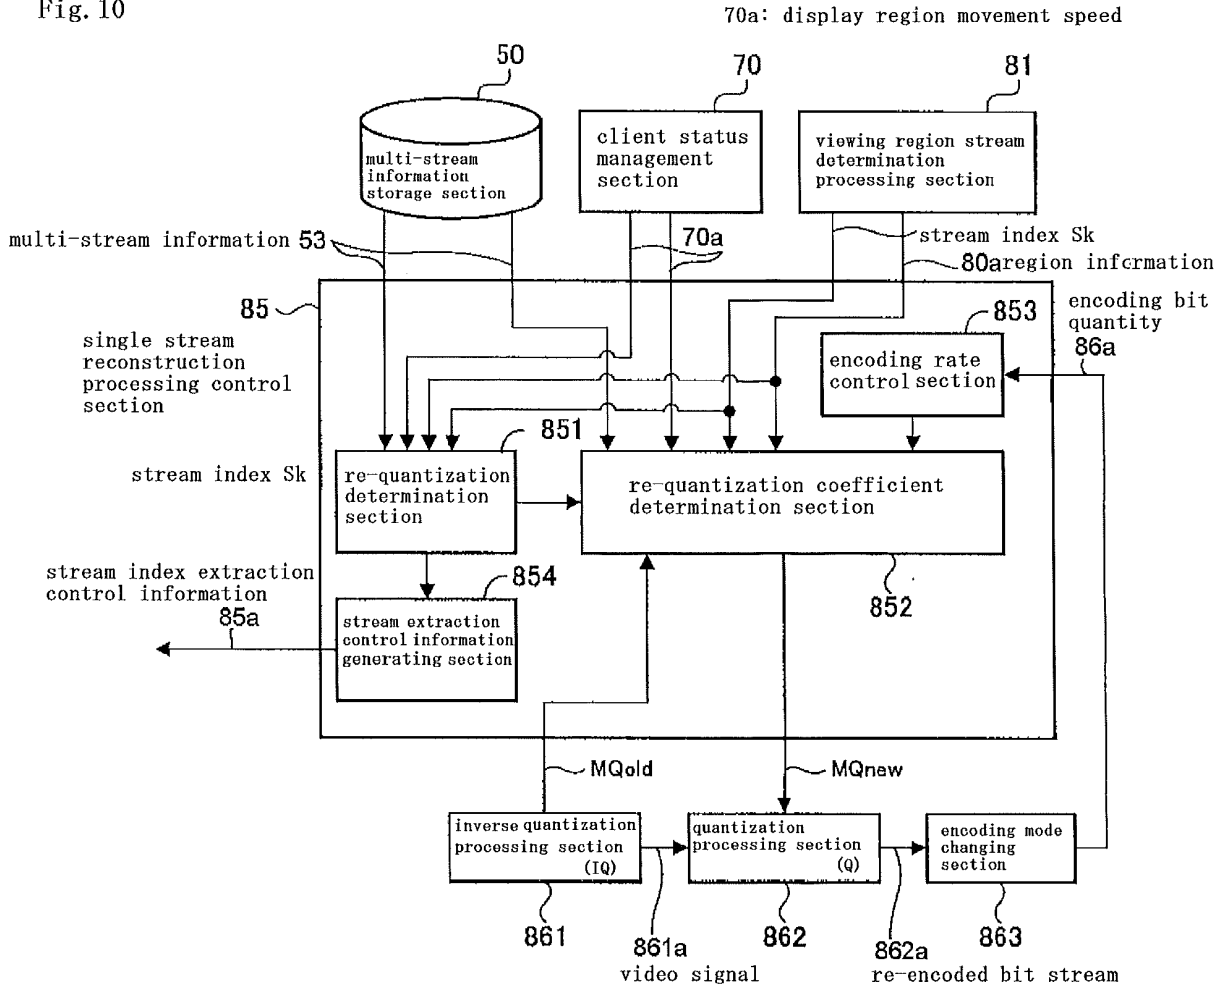 Fig. 10
70a: display region movement speed
50
70
81
multi-stream
information
storage section
client status
management
section
viewing region stream
determination
processing section
multi-stream information 53
70a
stream index Sk
80a region information
85
single stream
reconstruction
processing control
section
853
encoding bit
quantity
86a
encoding rate
control section
851
stream index Sk
re-quantization
determination
section
re-quantization coefficient
determination section
852
stream index extraction
control information
85a
854
stream extraction
control information
generating section
MQold
MQnew
inverse quantization
processing section
(IQ)
quantization
processing section
(Q)
encoding mode
changing
section
861
861a
862
862a
863
video signal
re-encoded bit stream